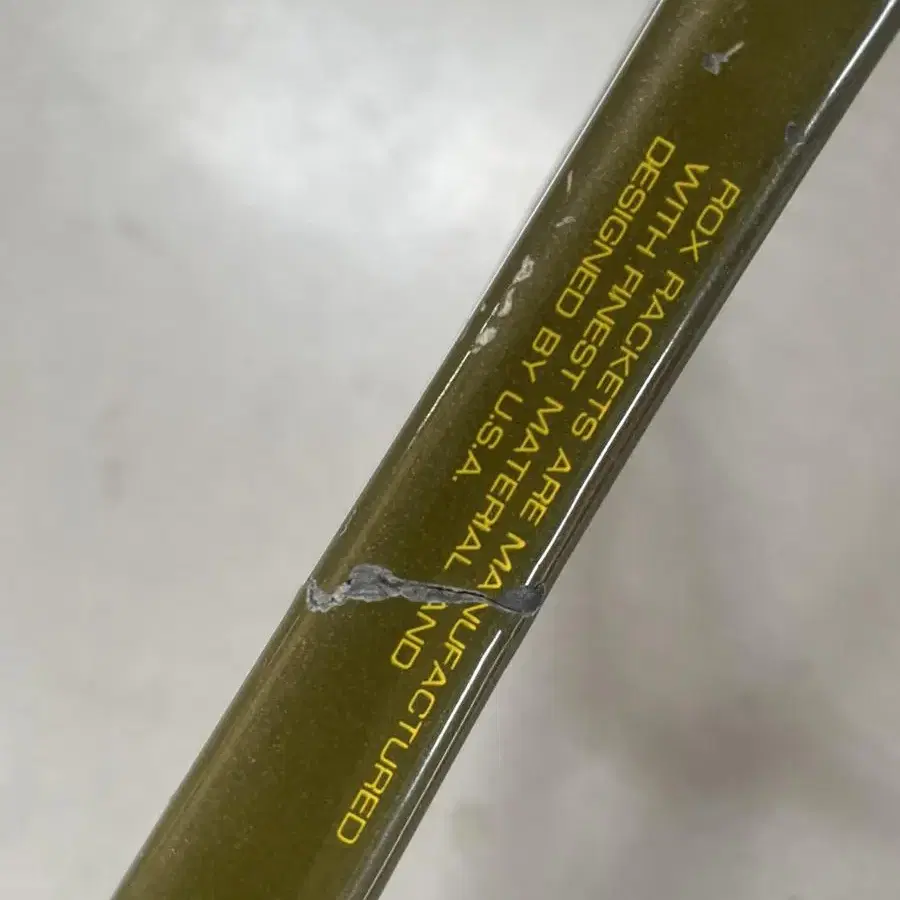 ROX RACKETS ARE MANUFACTURED
WITH FINEST MATERIAL AND
DESIGNED BY U.S.A.